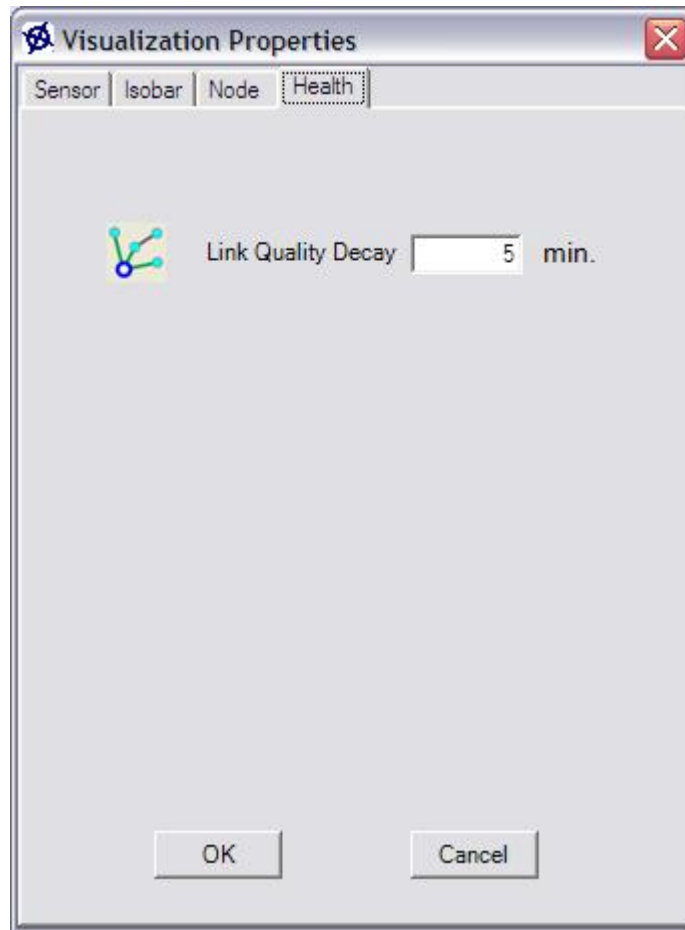 Visualization Properties
Sensor Isobar Node Health
Link Quality Decay 5 min.
OK Cancel